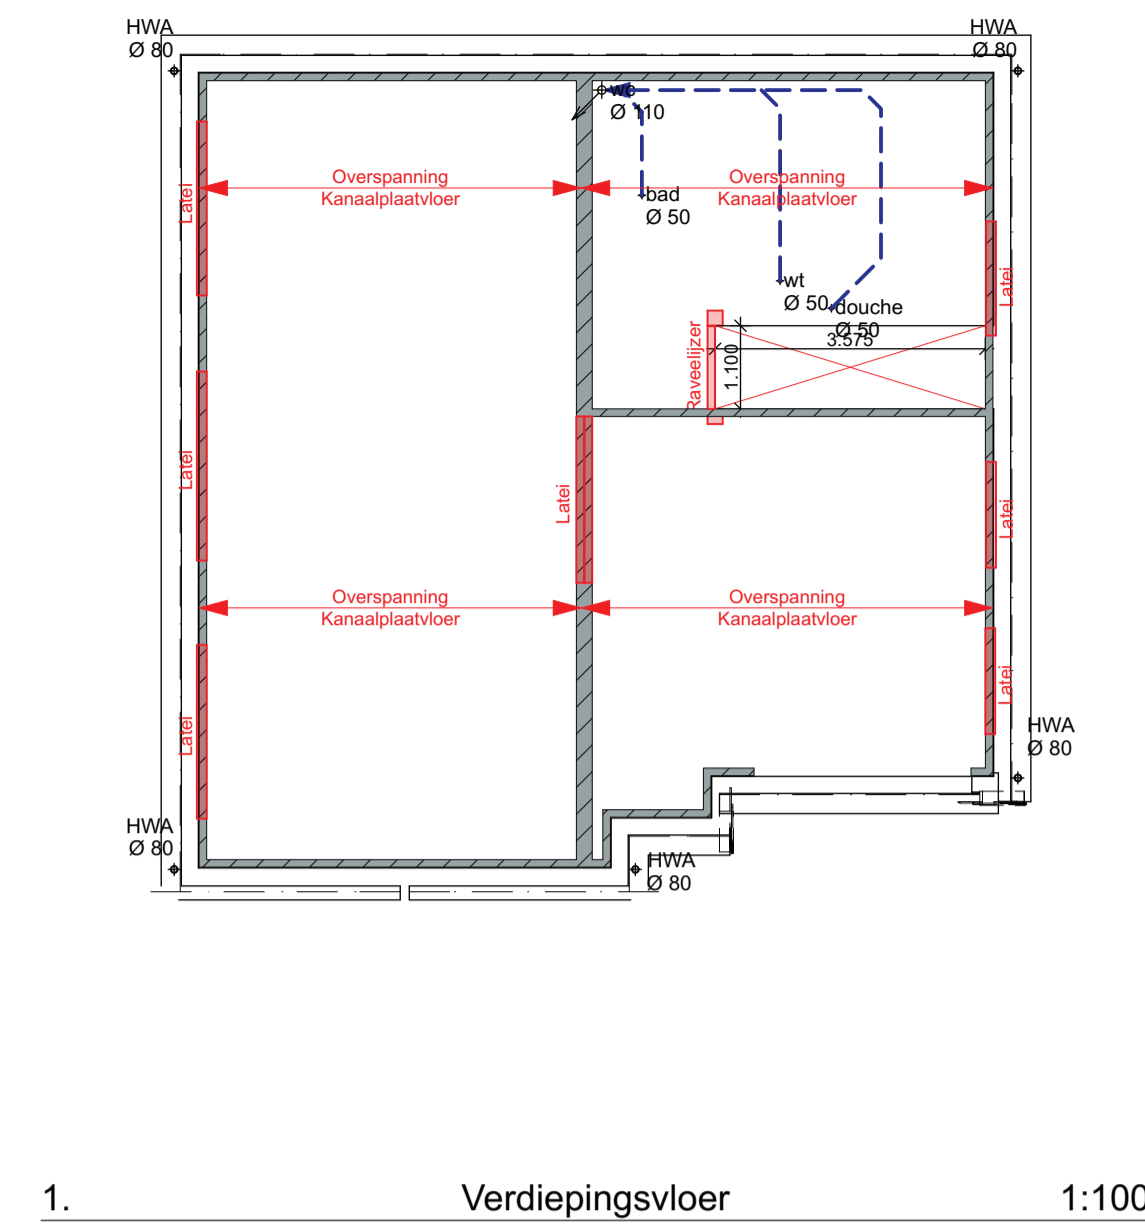 HWA
Ø 80
HWA
Ø 80
wc
Ø 110
Overspanning
Kanaalplaatvloer
Overspanning
Kanaalplaatvloer
Latei
bad
Ø 50
Latei
wt
Ø 50
douche
Ø 50
3.575
Raveelijzer
1.100
Latei
Latei
Latei
Overspanning
Kanaalplaatvloer
Overspanning
Kanaalplaatvloer
Latei
Latei
HWA
Ø 80
HWA
Ø 80
HWA
Ø 80
1. Verdiepingsvloer 1:100